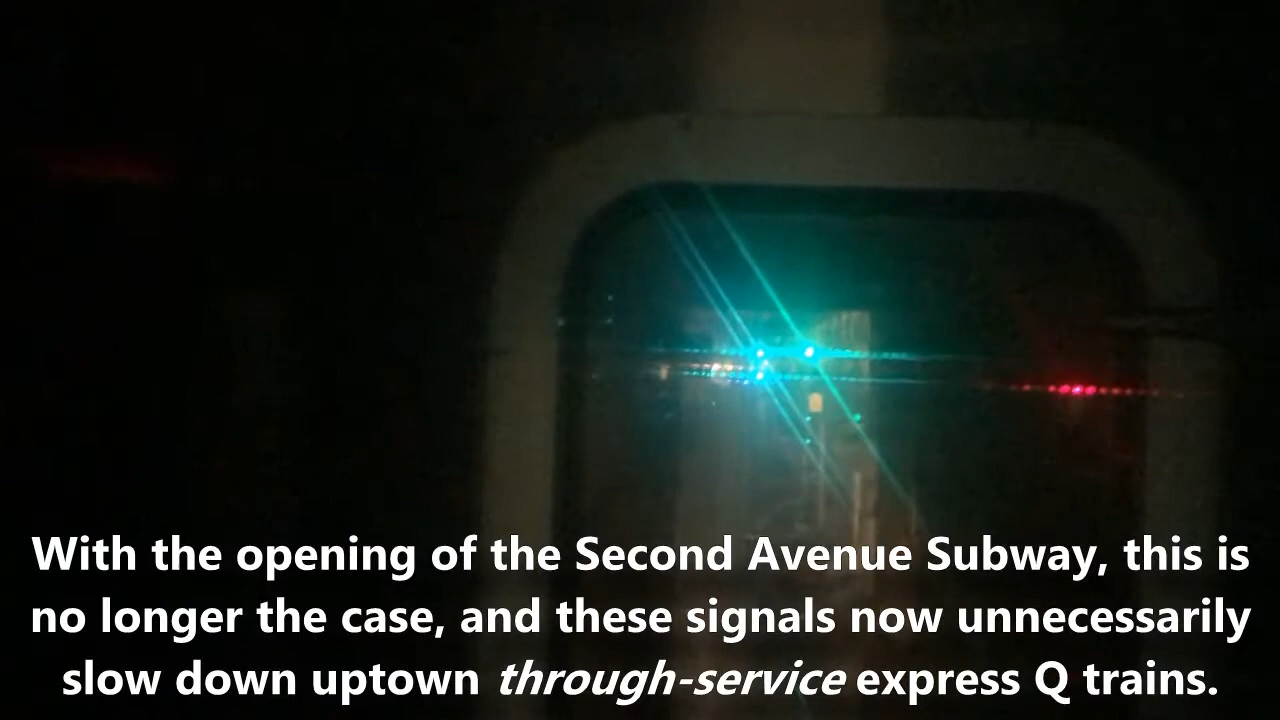 With the opening of the Second Avenue Subway, this is
no longer the case, and these signals now unnecessarily
slow down uptown through-service express Q trains.